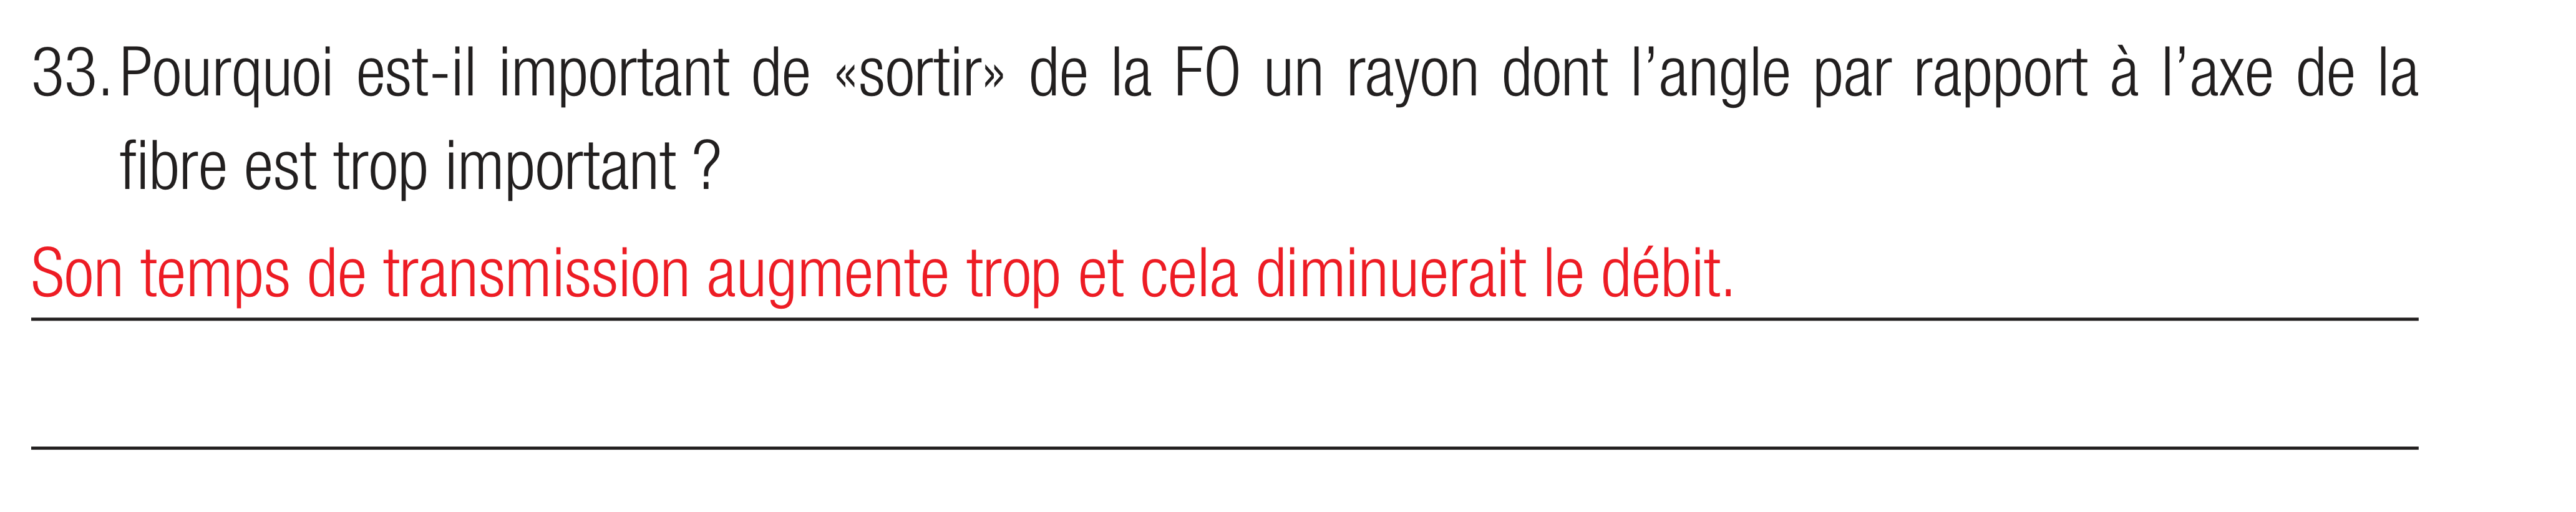 33. Pourquoi est-il important de «sortir» de la FO un rayon dont l’angle par rapport à l’axe de la
fibre est trop important ?
Son temps de transmission augmente trop et cela diminuerait le débit.